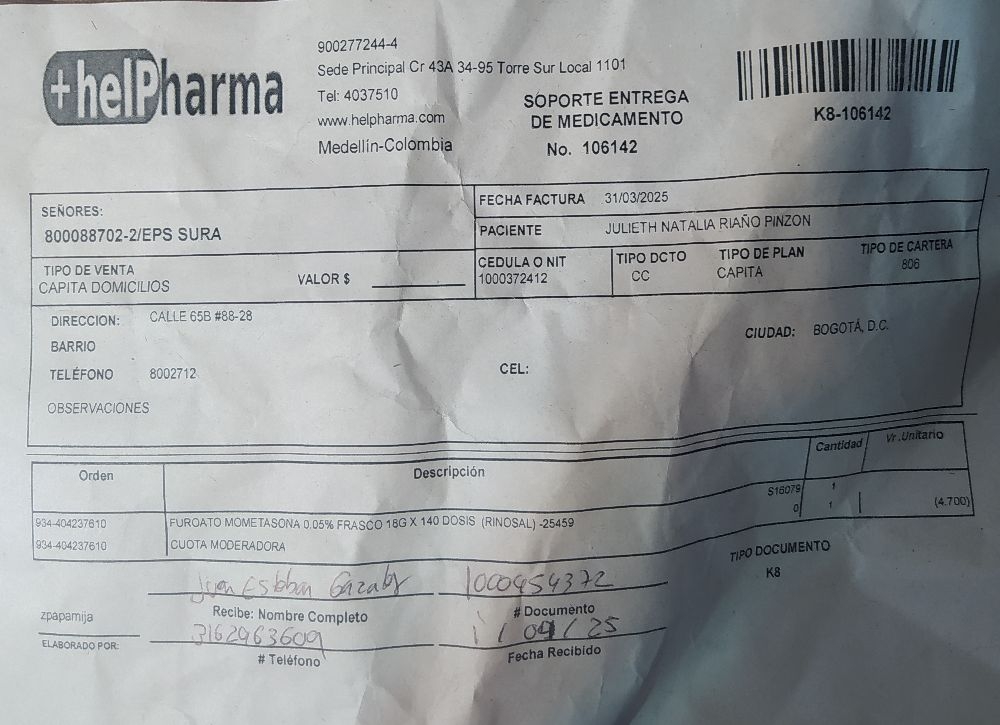 +helPharma
900277244-4
Sede Principal Cr 43A 34-95 Torre Sur Local 1101
Tel: 4037510
www.helpharma.com
Medellín-Colombia
SOPORTE ENTREGA
DE MEDICAMENTO
No. 106142
K8-106142
SEÑORES:
800088702-2/EPS SURA
FECHA FACTURA 31/03/2025
PACIENTE JULIETH NATALIA RIAÑO PINZON
TIPO DE VENTA
CAPITA DOMICILIOS
VALOR $
CEDULA O NIT
1000372412
TIPO DCTO
CC
TIPO DE PLAN
CAPITA
TIPO DE CARTERA
806
DIRECCION: CALLE 65B #88-28
CIUDAD: BOGOTÁ, D.C.
BARRIO
TELÉFONO 8002712
CEL:
OBSERVACIONES
Orden Descripción Cantidad Vr.Unitario
934-404237610 FUROATO MOMETASONA 0,05% FRASCO 18G X 140 DOSIS (RINOSAL) -25459 S16079 1
934-404237610 CUOTA MODERADORA 0 1 (4.700)
TIPO DOCUMENTO
K8
Juan Esteban 1000454372
Recibe: Nombre Completo # Documento
zpapamija
3162963609 1/04/25
ELABORADO POR: # Teléfono Fecha Recibido